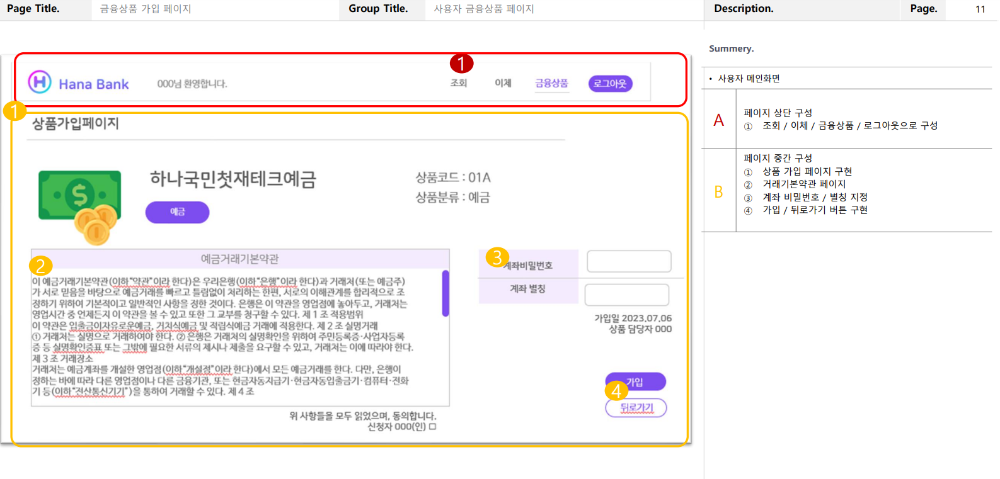 Page Title.
금융상품 가입 페이지
Group Title.
사용자 금융상품 페이지
Description.
Page.
11
Summery.
• 사용자 메인화면
A
페이지 상단 구성
① 조회 / 이체 / 금융상품 / 로그아웃으로 구성
B
페이지 중간 구성
① 상품 가입 페이지 구현
② 거래기본약관 페이지
③ 계좌 비밀번호 / 별칭 지정
④ 가입 / 뒤로가기 버튼 구현
1
H Hana Bank
000님 환영합니다.
조회
이체
금융상품
로그아웃
1
상품가입페이지
$
하나국민첫재테크예금
예금
상품코드 : 01A
상품분류 : 예금
2
예금거래기본약관
이 예금거래기본약관(이하“약관”이라 한다)은 우리은행(이하“은행”이라 한다)과 거래처(또는 예금주)
가 서로 믿음을 바탕으로 예금거래를 빠르고 틀림없이 처리하는 한편, 서로의 이해관계를 합리적으로 조
정하기 위하여 기본적이고 일반적인 사항을 정한 것이다. 은행은 이 약관을 영업점에 놓아두고, 거래처는
영업시간 중 언제든지 이 약관을 볼 수 있고 또한 그 교부를 청구할 수 있다. 제 1 조 적용범위
이 약관은 입출금이자유로운예금, 거치식예금 및 적립식예금 거래에 적용한다. 제 2 조 실명거래
① 거래처는 실명으로 거래하여야 한다. ② 은행은 거래처의 실명확인을 위하여 주민등록증·사업자등록
증 등 실명확인증표 또는 그밖에 필요한 서류의 제시나 제출을 요구할 수 있고, 거래처는 이에 따라야 한다.
제 3 조 거래장소
거래처는 예금계좌를 개설한 영업점(이하“개설점”이라 한다)에서 모든 예금거래를 한다. 다만, 은행이
정하는 바에 따라 다른 영업점이나 다른 금융기관, 또는 현금자동지급기·현금자동입출금기·컴퓨터·전화
기 등(이하“전산통신기기”)을 통하여 거래할 수 있다. 제 4 조
위 사항들을 모두 읽었으며, 동의합니다.
신청자 000(인) □
3
계좌비밀번호
계좌 별칭
가입일 2023.07.06
상품 담당자 000
가입
4
뒤로가기